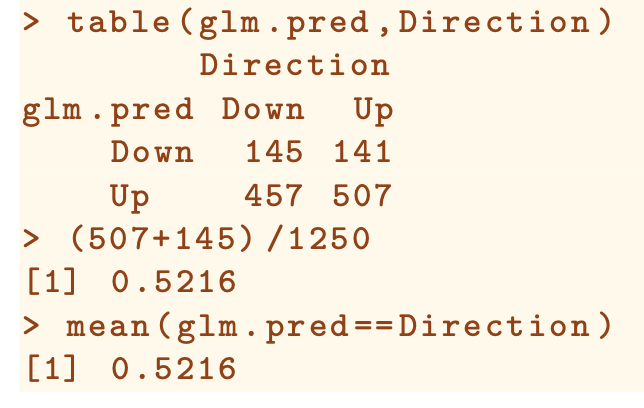 > table(glm.pred,Direction)
Direction
glm.pred Down Up
Down 145 141
Up 457 507
> (507+145)/1250
[1] 0.5216
> mean(glm.pred==Direction)
[1] 0.5216